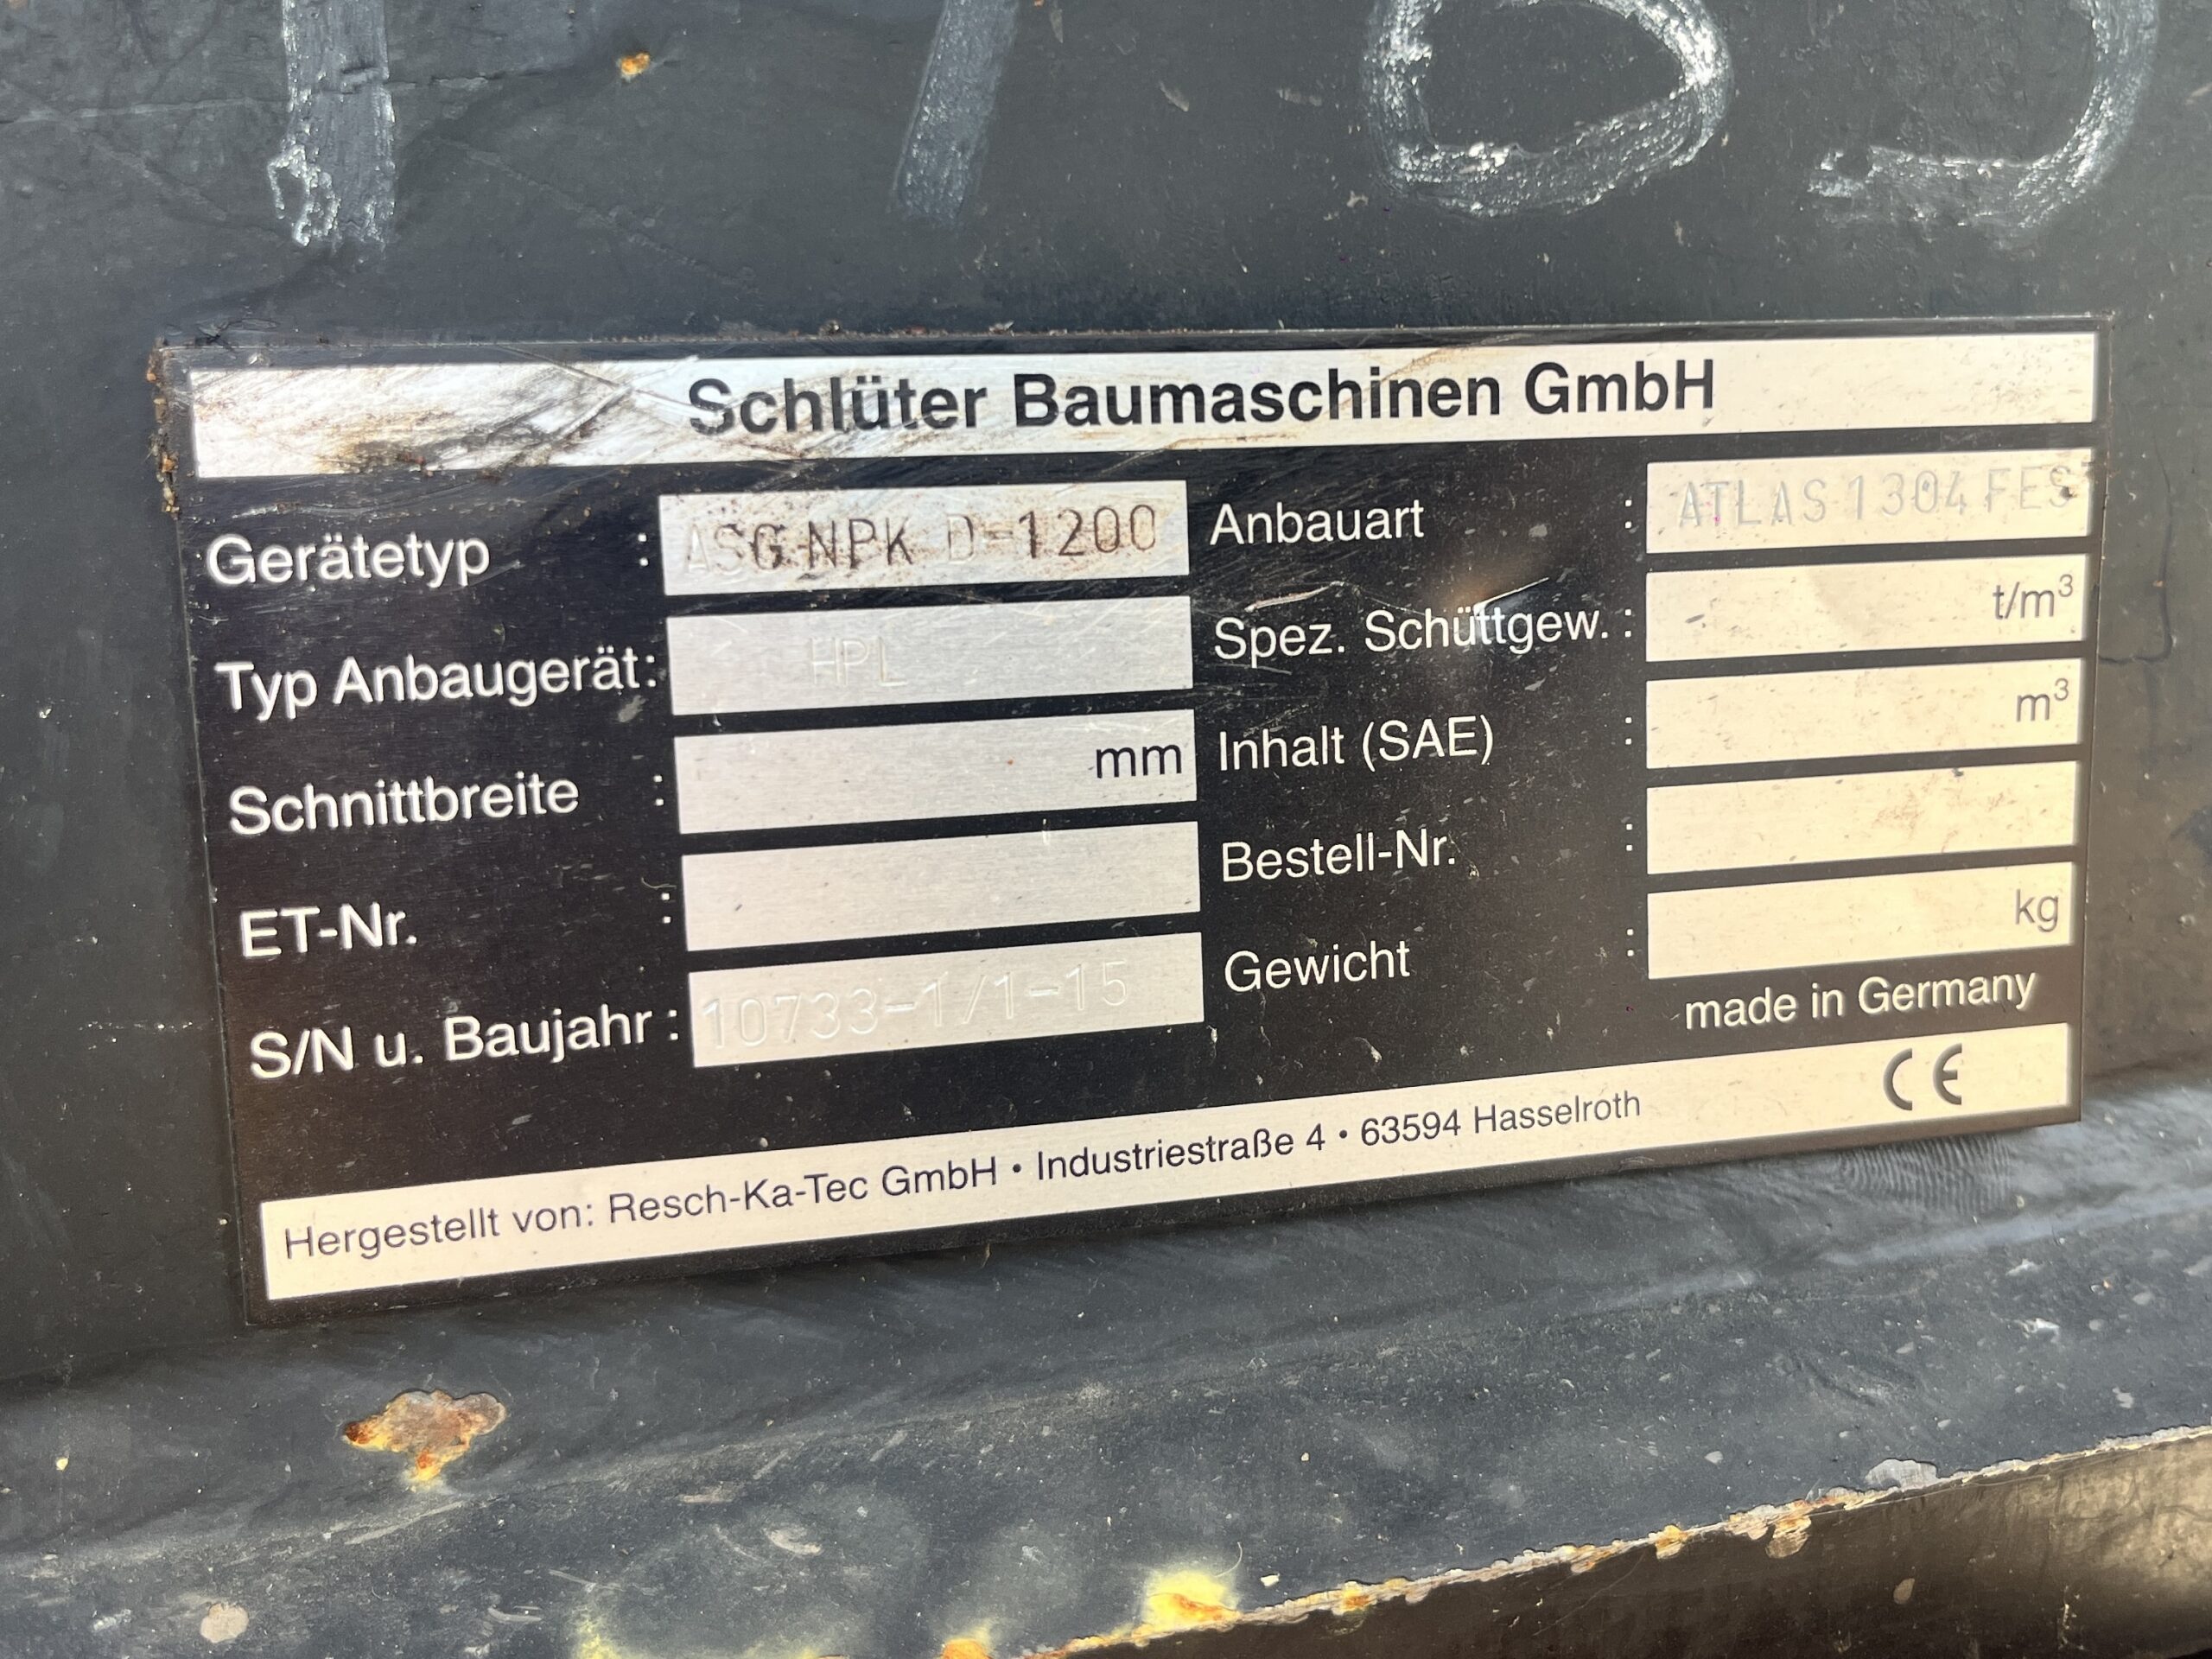 Schlüter Baumaschinen GmbH
Gerätetyp : ASG NPK D-1200
Typ Anbaugerät: HPL
Schnittbreite : mm
ET-Nr. :
S/N u. Baujahr : 10733-1/1-15
Anbauart : ATLAS 1304 FEST
Spez. Schüttgew. : t/m³
Inhalt (SAE) : m³
Bestell-Nr. :
Gewicht : kg
made in Germany
Hergestellt von: Resch-Ka-Tec GmbH • Industriestraße 4 • 63594 Hasselroth CE